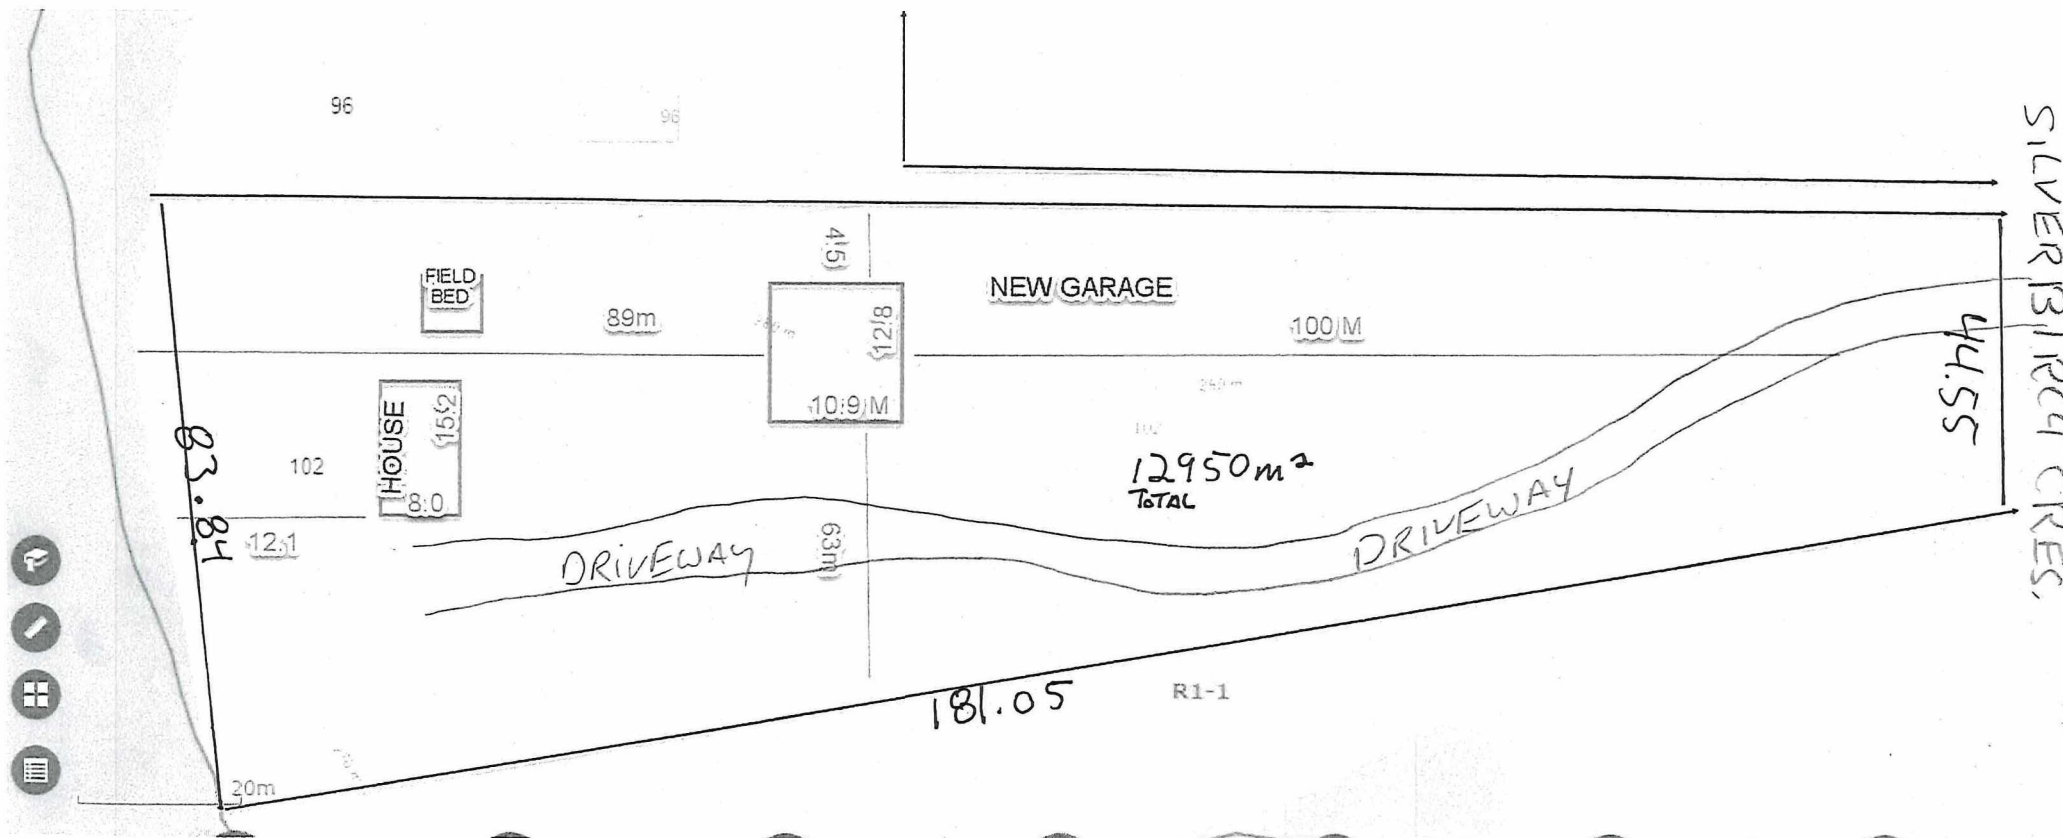 96
96
SILVER BIRCH CRES.
4.5
FIELD
BED
NEW GARAGE
89m
12.8
100 M
260 m
10.9 M
44.55
HOUSE
15.2
102
102
8.0
83.84
12.1
12950m²
TOTAL
63m
DRIVEWAY
DRIVEWAY
181.05
R1-1
20m